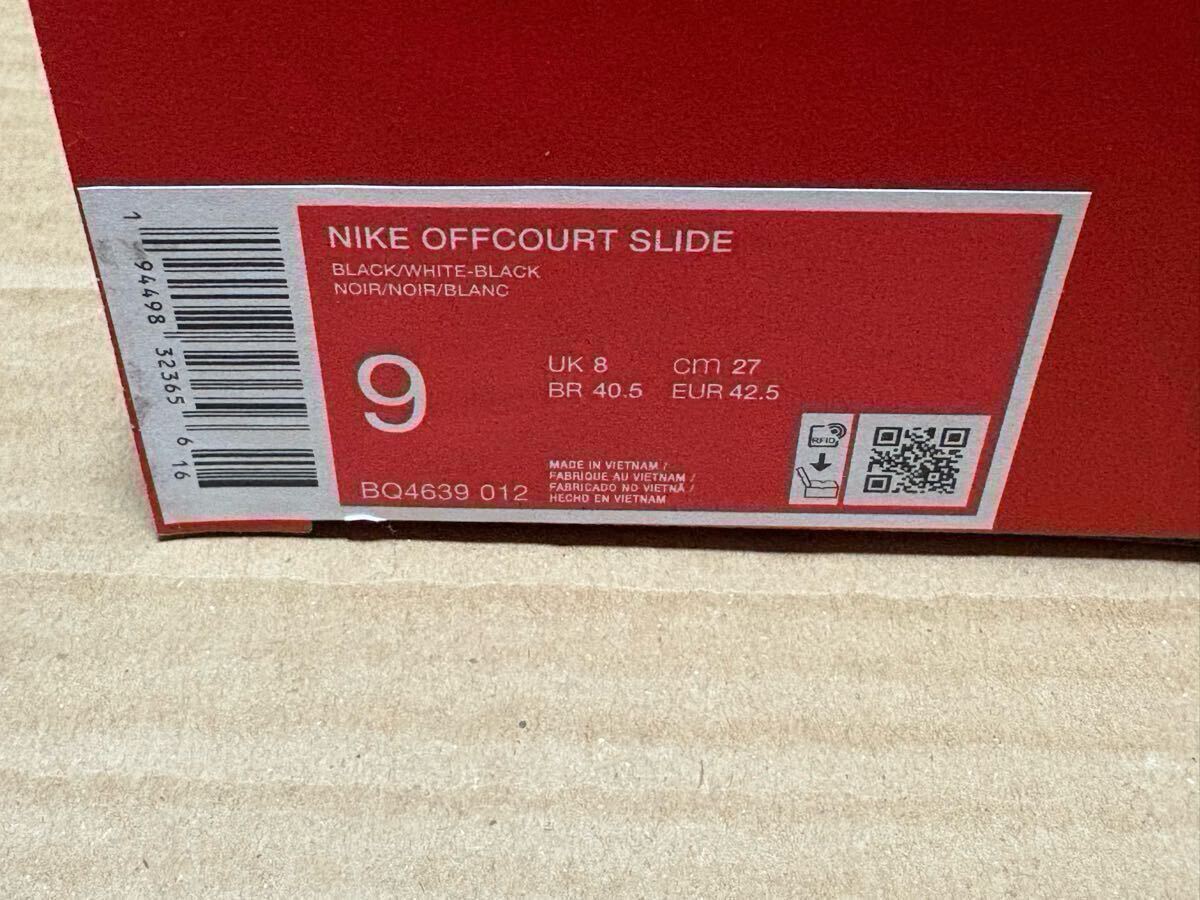 1 94498 32365 6 16
NIKE OFFCOURT SLIDE
BLACK/WHITE-BLACK
NOIR/NOIR/BLANC
9
UK 8 cm 27
BR 40.5 EUR 42.5
BQ4639 012
MADE IN VIETNAM /
FABRIQUE AU VIETNAM /
FABRICADO NO VIETNÃ /
HECHO EN VIETNAM
RFID